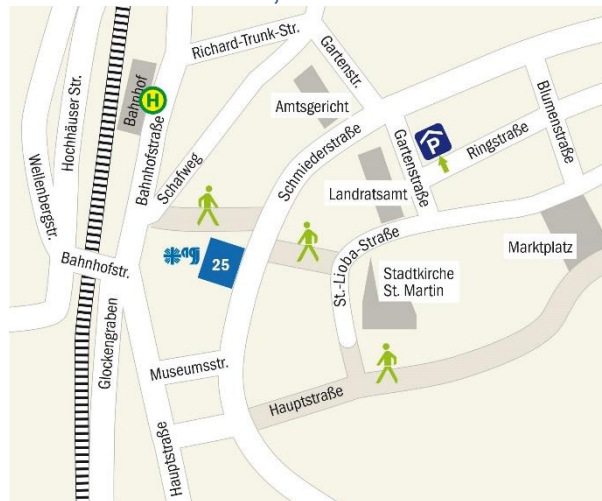 Richard-Trunk-Str.
Gartenstr.
Hochhäuser Str.
Bahnhof
H
Amtsgericht
Blumenstraße
Bahnhofstraße
Schmiederstraße
P
Gartenstraße
Ringstraße
Schafweg
Wellenbergstr.
Landratsamt
St.-Lioba-Straße
Marktplatz
Bahnhofstr.
25
Stadtkirche
St. Martin
Glockengraben
Museumsstr.
Hauptstraße
Hauptstraße